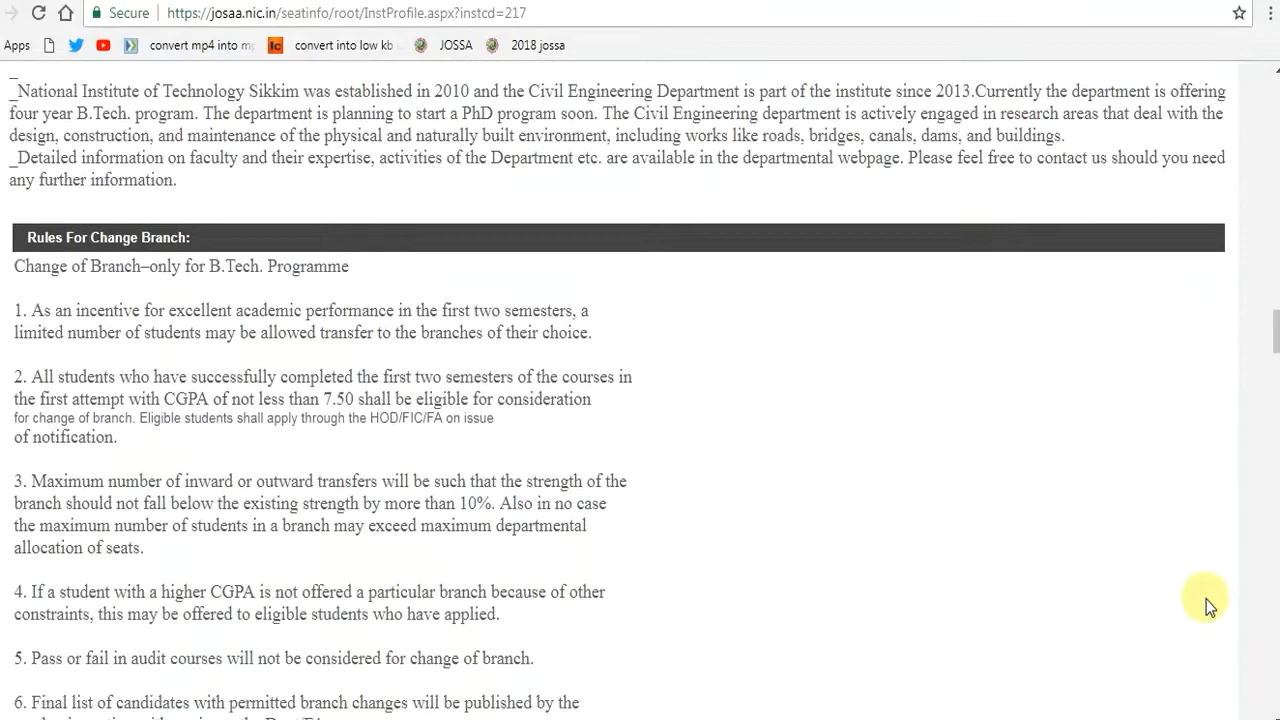 Secure https://josaa.nic.in/seatinfo/root/InstProfile.aspx?instcd=217
Apps convert mp4 into mp convert into low kb JOSSA 2018 jossa
_
_National Institute of Technology Sikkim was established in 2010 and the Civil Engineering Department is part of the institute since 2013.Currently the department is offering
four year B.Tech. program. The department is planning to start a PhD program soon. The Civil Engineering department is actively engaged in research areas that deal with the
design, construction, and maintenance of the physical and naturally built environment, including works like roads, bridges, canals, dams, and buildings.
_Detailed information on faculty and their expertise, activities of the Department etc. are available in the departmental webpage. Please feel free to contact us should you need
any further information.
Rules For Change Branch:
Change of Branch–only for B.Tech. Programme
1. As an incentive for excellent academic performance in the first two semesters, a
limited number of students may be allowed transfer to the branches of their choice.
2. All students who have successfully completed the first two semesters of the courses in
the first attempt with CGPA of not less than 7.50 shall be eligible for consideration
for change of branch. Eligible students shall apply through the HOD/FIC/FA on issue
of notification.
3. Maximum number of inward or outward transfers will be such that the strength of the
branch should not fall below the existing strength by more than 10%. Also in no case
the maximum number of students in a branch may exceed maximum departmental
allocation of seats.
4. If a student with a higher CGPA is not offered a particular branch because of other
constraints, this may be offered to eligible students who have applied.
5. Pass or fail in audit courses will not be considered for change of branch.
6. Final list of candidates with permitted branch changes will be published by the